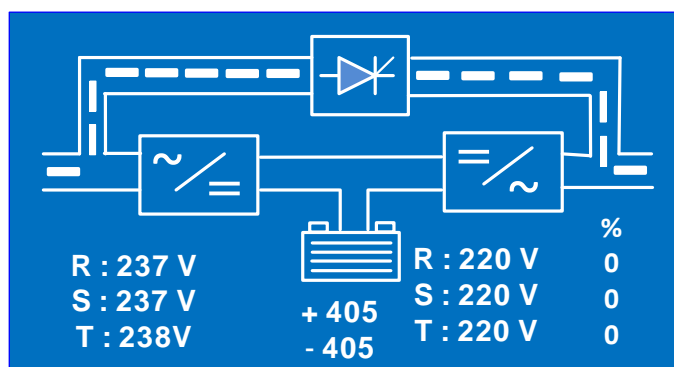 R : 237 V
S : 237 V
T : 238V
+ 405
- 405
R : 220 V
S : 220 V
T : 220 V
%
0
0
0